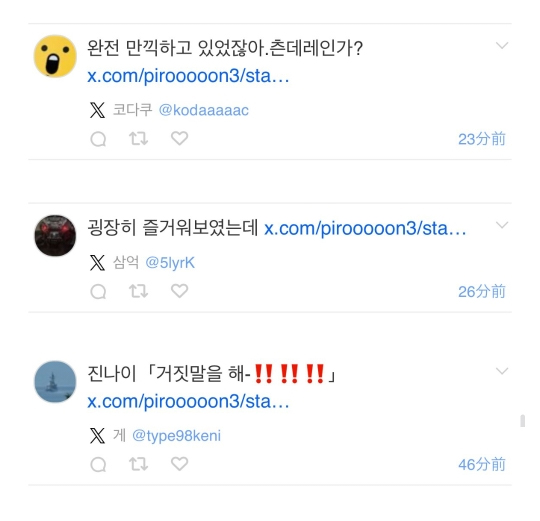 완전 만끽하고 있었잖아.츤데레인가?
x.com/pirooooon3/sta…
코다쿠 @kodaaaaac
23分前
굉장히 즐거워보였는데 x.com/pirooooon3/sta…
삼억 @5lyrK
26分前
진나이「거짓말을 해-‼️‼️‼️」
x.com/pirooooon3/sta…
게 @type98keni
46分前